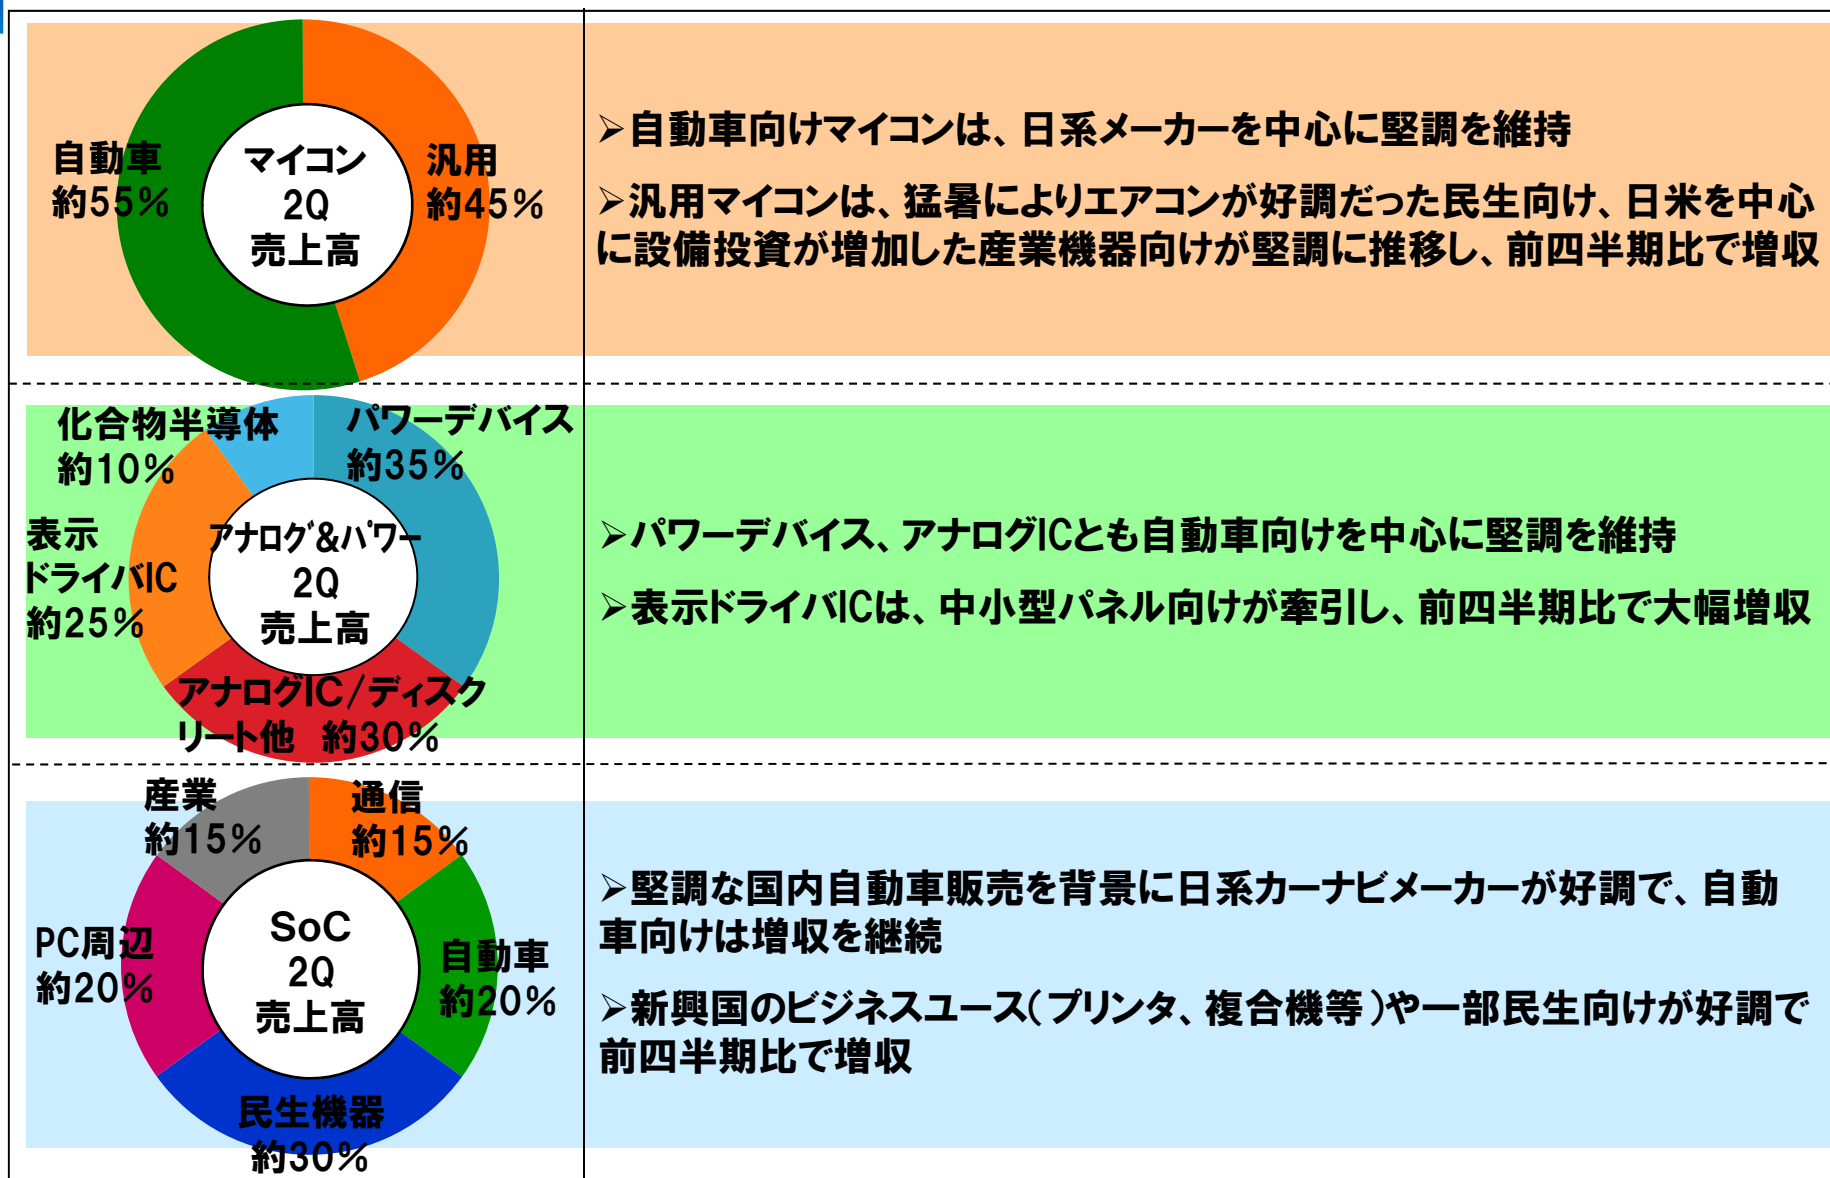 自動車
約55%
マイコン
2Q
売上高
汎用
約45%
➢自動車向けマイコンは、日系メーカーを中心に堅調を維持
➢汎用マイコンは、猛暑によりエアコンが好調だった民生向け、日米を中心
に設備投資が増加した産業機器向けが堅調に推移し、前四半期比で増収
化合物半導体
約10%
パワーデバイス
約35%
表示
ドライバIC
約25%
アナログ&パワー
2Q
売上高
アナログIC/ディスク
リート他 約30%
➢パワーデバイス、アナログICとも自動車向けを中心に堅調を維持
➢表示ドライバICは、中小型パネル向けが牽引し、前四半期比で大幅増収
産業
約15%
通信
約15%
PC周辺
約20%
SoC
2Q
売上高
自動車
約20%
民生機器
約30%
➢堅調な国内自動車販売を背景に日系カーナビメーカーが好調で、自動
車向けは増収を継続
➢新興国のビジネスユース(プリンタ、複合機等)や一部民生向けが好調で
前四半期比で増収